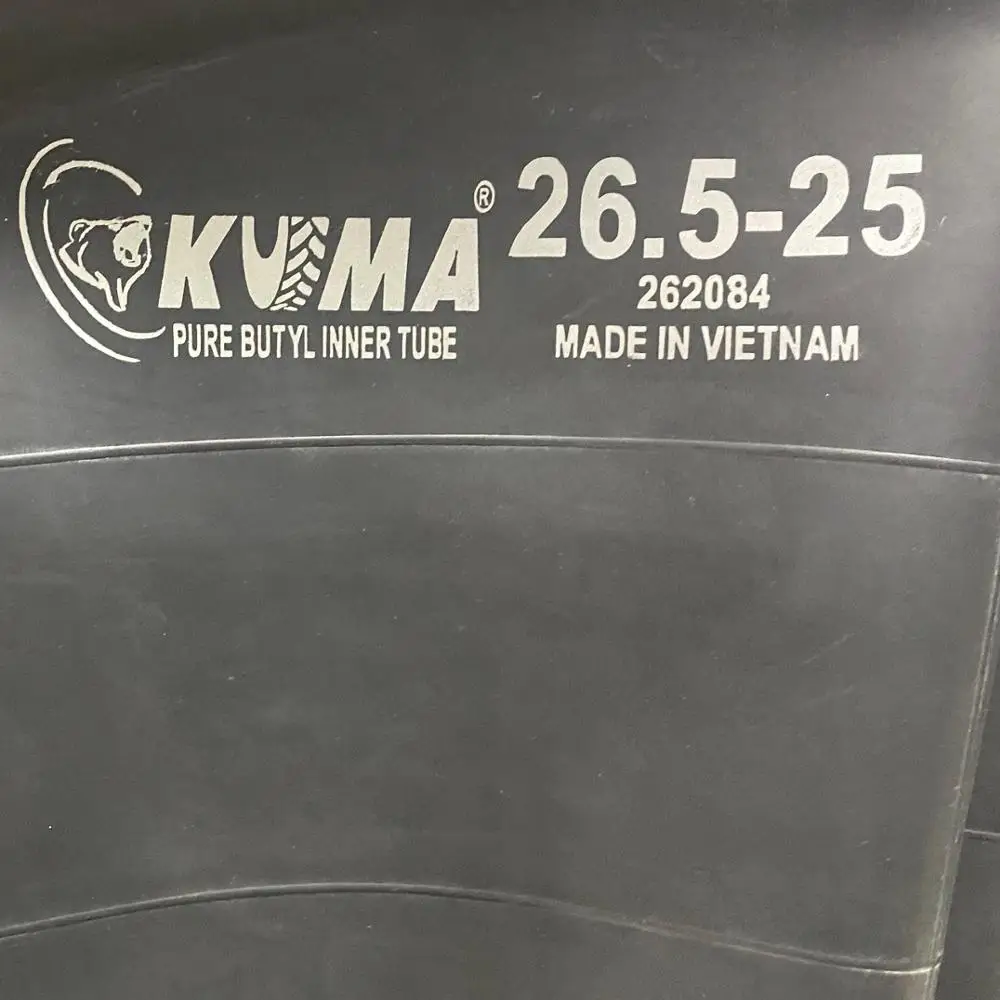 KUMA®
PURE BUTYL INNER TUBE
26.5-25
262084
MADE IN VIETNAM